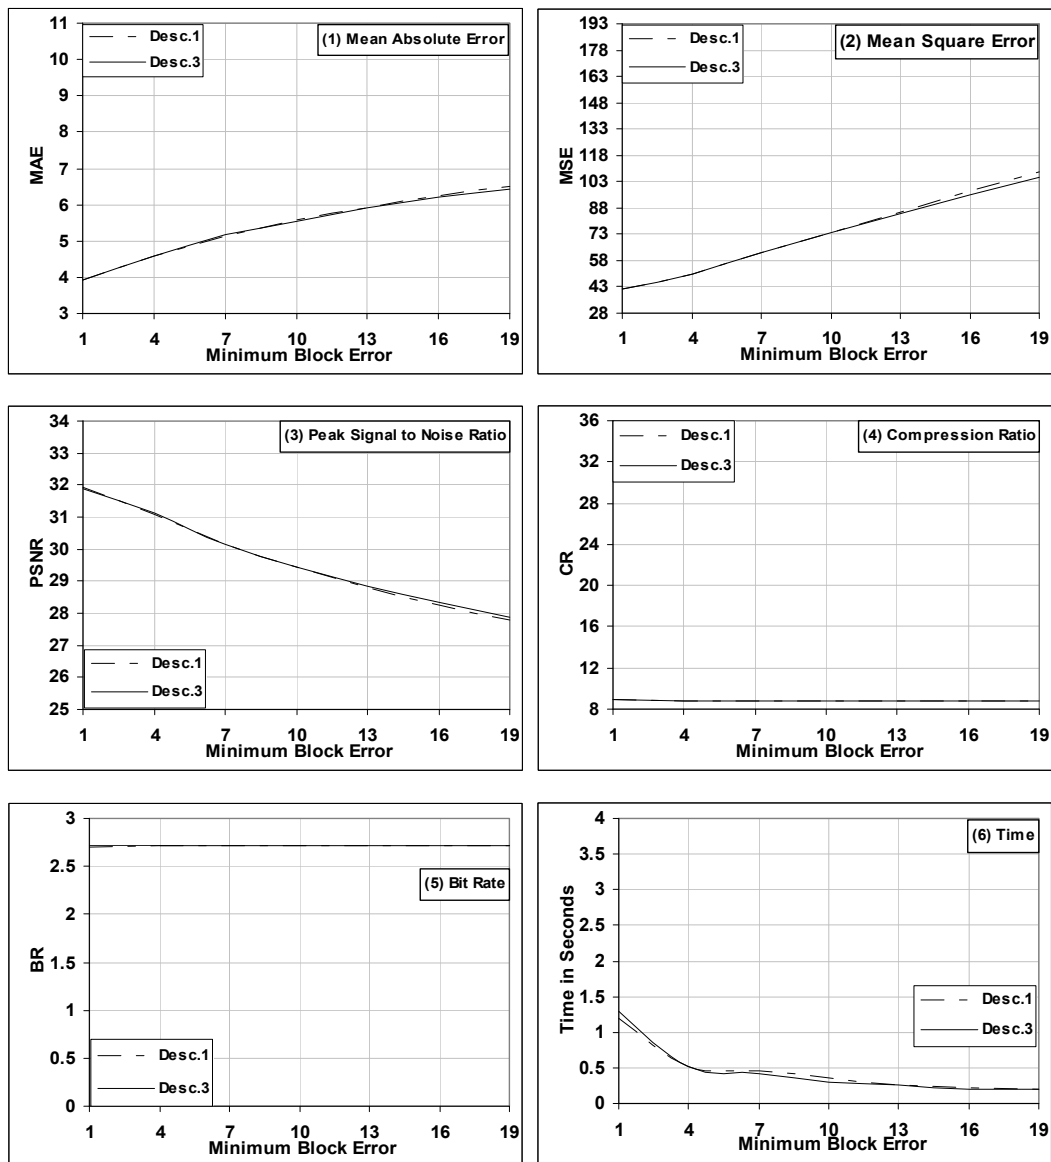 11
10
9
8
7
6
5
4
3
MAE
Desc.1
Desc.3
(1) Mean Absolute Error
1 4 7 10 13 16 19
Minimum Block Error
193
178
163
148
133
118
103
88
73
58
43
28
MSE
Desc.1
Desc.3
(2) Mean Square Error
1 4 7 10 13 16 19
Minimum Block Error
34
33
32
31
30
29
28
27
26
25
PSNR
(3) Peak Signal to Noise Ratio
Desc.1
Desc.3
1 4 7 10 13 16 19
Minimum Block Error
36
32
28
24
20
16
12
8
CR
Desc.1
Desc.3
(4) Compression Ratio
1 4 7 10 13 16 19
Minimum Block Error
3
2.5
2
1.5
1
0.5
0
BR
(5) Bit Rate
Desc.1
Desc.3
1 4 7 10 13 16 19
Minimum Block Error
4
3.5
3
2.5
2
1.5
1
0.5
0
Time in Seconds
(6) Time
Desc.1
Desc.3
1 4 7 10 13 16 19
Minimum Block Error